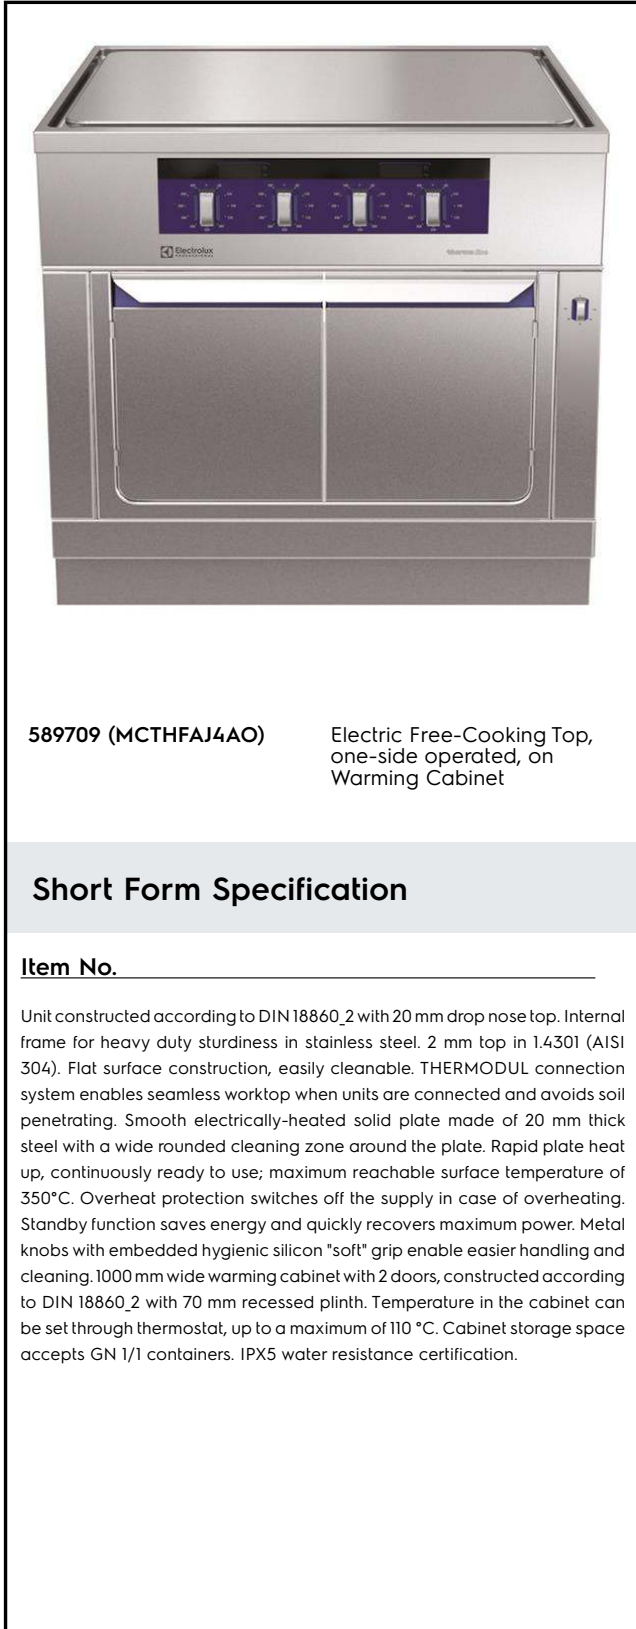 Electrolux
PROFESSIONAL
thermaline
589709 (MCTHFAJ4AO)
Electric Free-Cooking Top,
one-side operated, on
Warming Cabinet
Short Form Specification
Item No.
Unit constructed according to DIN 18860_2 with 20 mm drop nose top. Internal
frame for heavy duty sturdiness in stainless steel. 2 mm top in 1.4301 (AISI
304). Flat surface construction, easily cleanable. THERMODUL connection
system enables seamless worktop when units are connected and avoids soil
penetrating. Smooth electrically-heated solid plate made of 20 mm thick
steel with a wide rounded cleaning zone around the plate. Rapid plate heat
up, continuously ready to use; maximum reachable surface temperature of
350°C. Overheat protection switches off the supply in case of overheating.
Standby function saves energy and quickly recovers maximum power. Metal
knobs with embedded hygienic silicon "soft" grip enable easier handling and
cleaning. 1000 mm wide warming cabinet with 2 doors, constructed according
to DIN 18860_2 with 70 mm recessed plinth. Temperature in the cabinet can
be set through thermostat, up to a maximum of 110 °C. Cabinet storage space
accepts GN 1/1 containers. IPX5 water resistance certification.